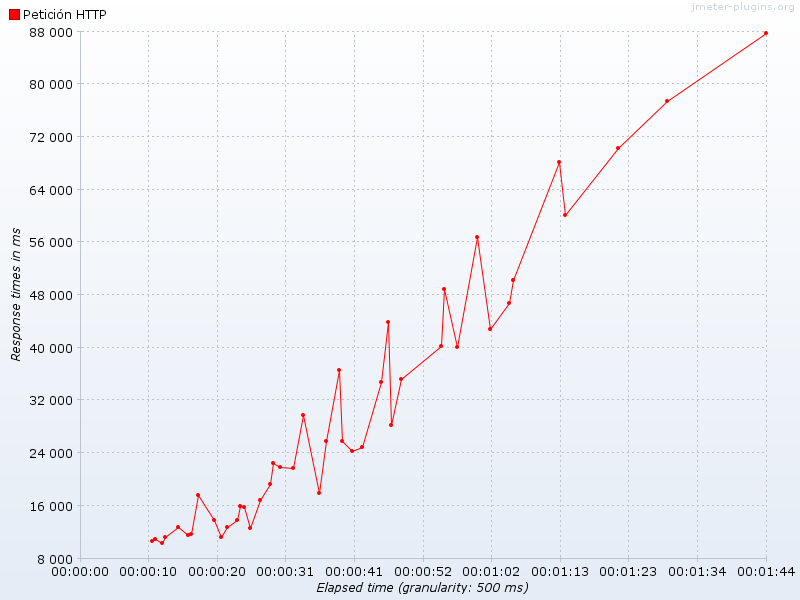 jmeter-plugins.org
Petición HTTP
88 000
80 000
72 000
64 000
56 000
48 000
40 000
32 000
24 000
16 000
8 000
Response times in ms
00:00:00 00:00:10 00:00:20 00:00:31 00:00:41 00:00:52 00:01:02 00:01:13 00:01:23 00:01:34 00:01:44
Elapsed time (granularity: 500 ms)